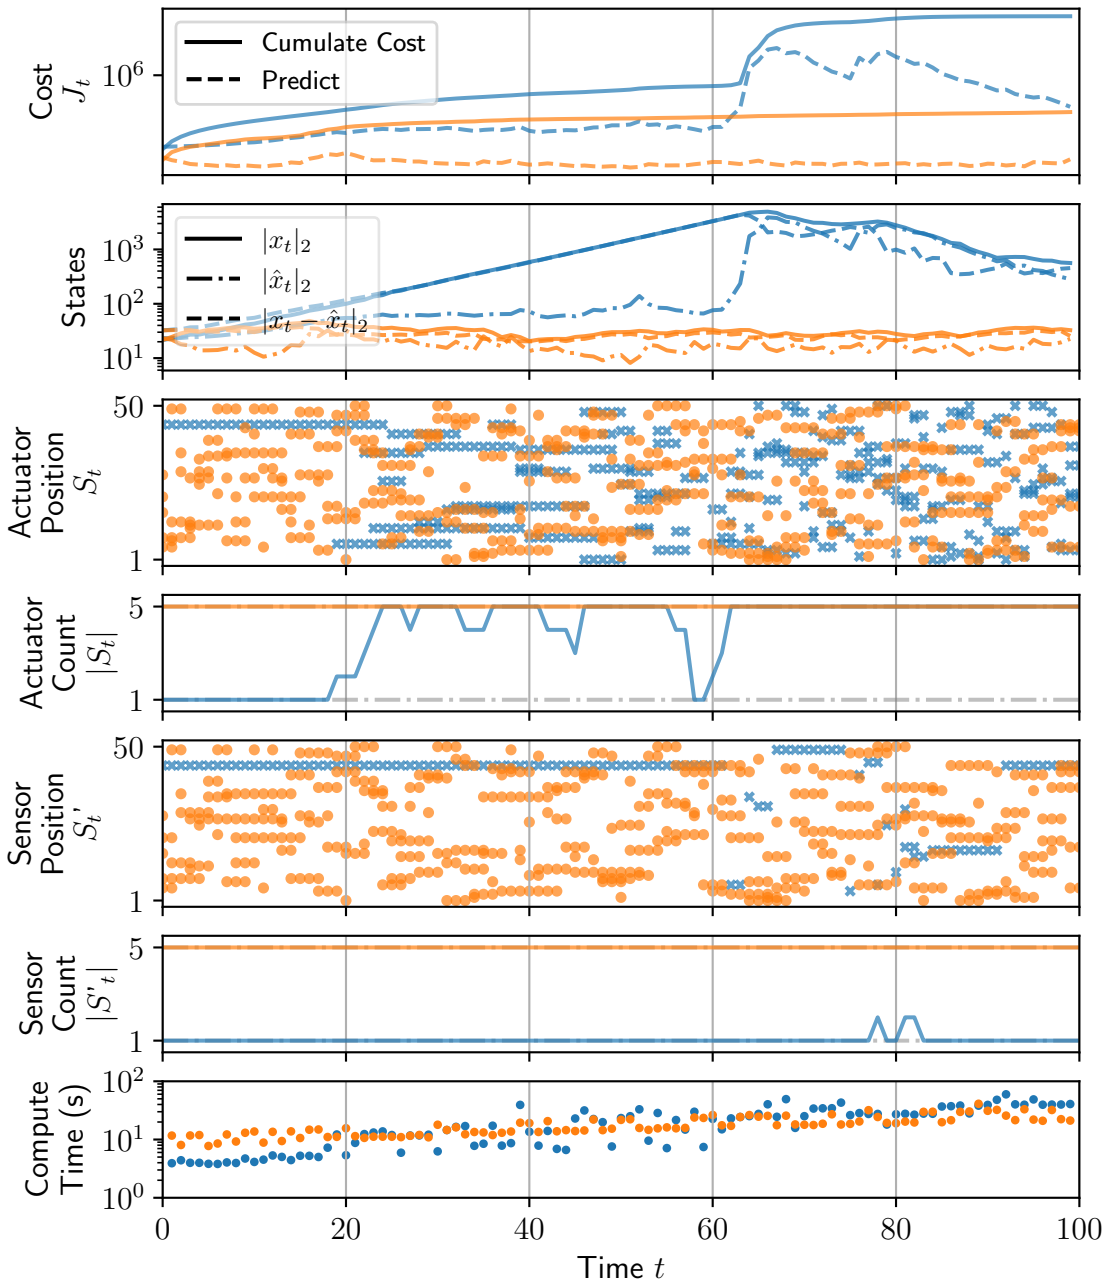 Cost
J_t
10^6
Cumulate Cost
Predict
States
10^3
10^2
10^1
|x_t|_2
|x̂_t|_2
|x_t − x̂_t|_2
Actuator
Position
S_t
50
1
Actuator
Count
|S_t|
5
1
Sensor
Position
S'_t
50
1
Sensor
Count
|S'_t|
5
1
Compute
Time (s)
10^2
10^1
10^0
0 20 40 60 80 100
Time t